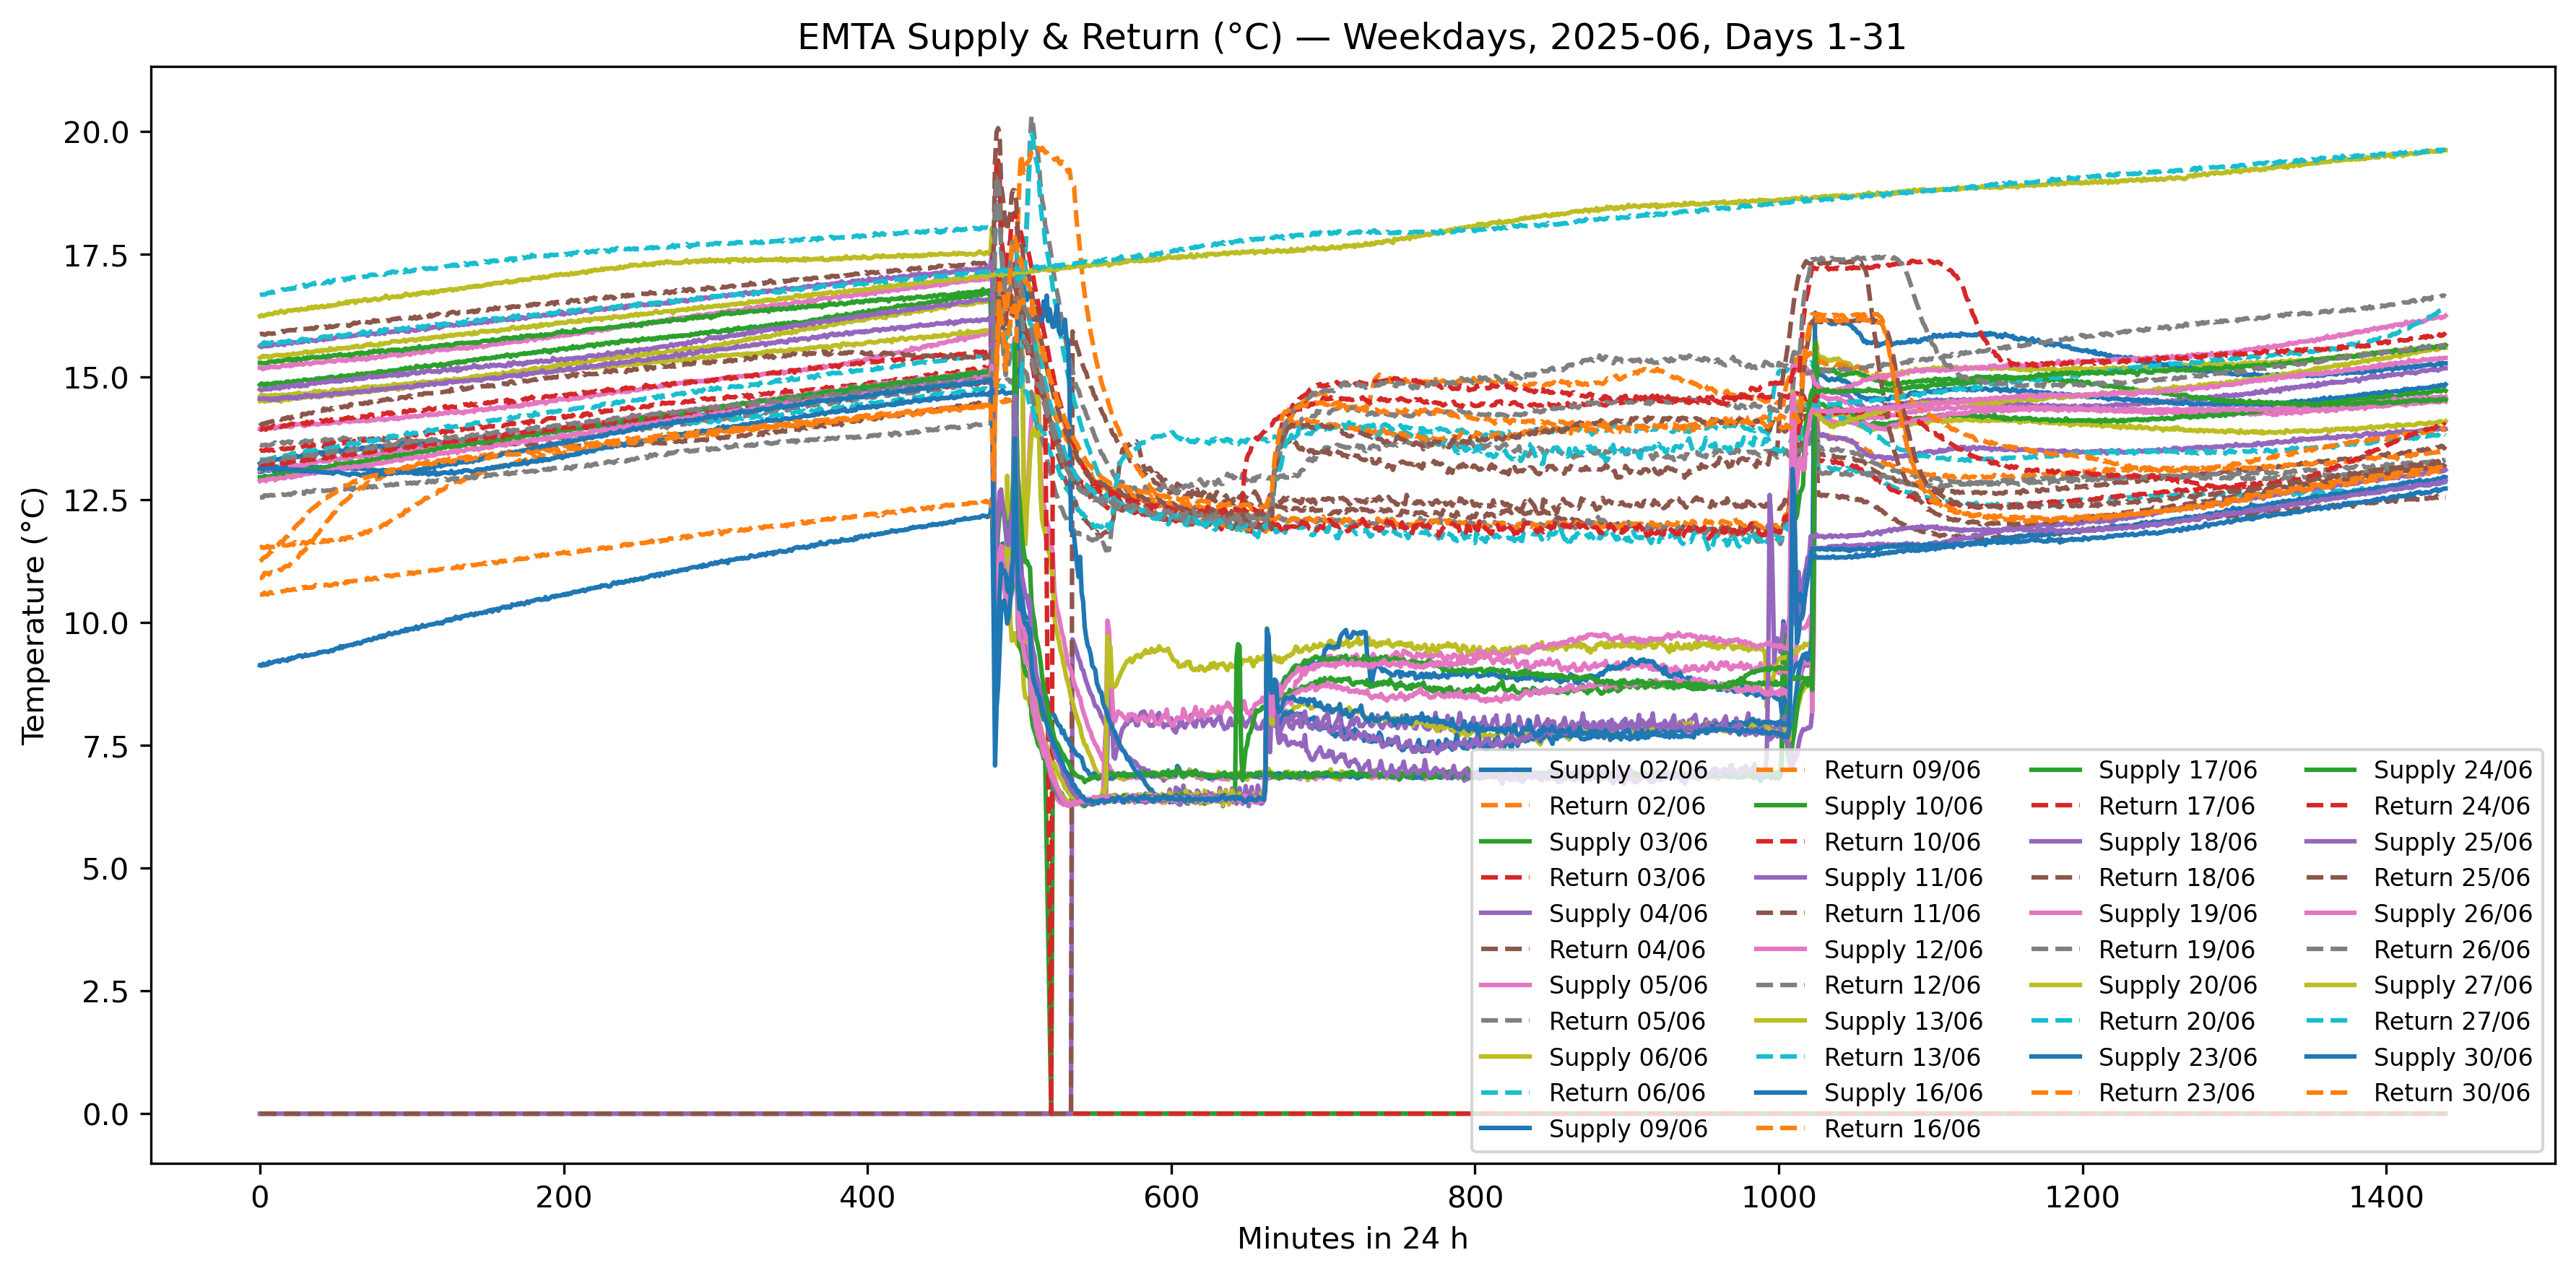 EMTA Supply & Return (°C) — Weekdays, 2025-06, Days 1-31
Temperature (°C)
20.0
17.5
15.0
12.5
10.0
7.5
5.0
2.5
0.0
Supply 02/06
Return 02/06
Supply 03/06
Return 03/06
Supply 04/06
Return 04/06
Supply 05/06
Return 05/06
Supply 06/06
Return 06/06
Supply 09/06
Return 09/06
Supply 10/06
Return 10/06
Supply 11/06
Return 11/06
Supply 12/06
Return 12/06
Supply 13/06
Return 13/06
Supply 16/06
Return 16/06
Supply 17/06
Return 17/06
Supply 18/06
Return 18/06
Supply 19/06
Return 19/06
Supply 20/06
Return 20/06
Supply 23/06
Return 23/06
Supply 24/06
Return 24/06
Supply 25/06
Return 25/06
Supply 26/06
Return 26/06
Supply 27/06
Return 27/06
Supply 30/06
Return 30/06
0 200 400 600 800 1000 1200 1400
Minutes in 24 h